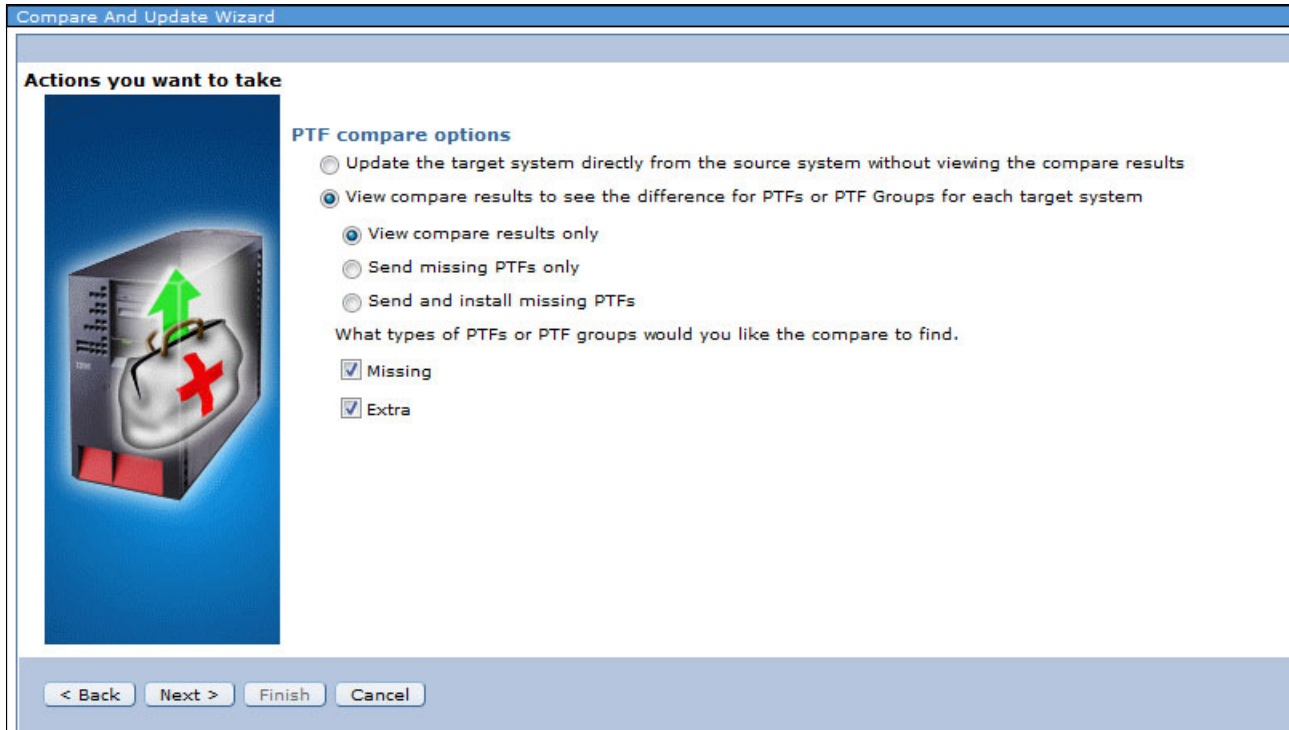 Compare And Update Wizard
Actions you want to take
PTF compare options
Update the target system directly from the source system without viewing the compare results
View compare results to see the difference for PTFs or PTF Groups for each target system
View compare results only
Send missing PTFs only
Send and install missing PTFs
What types of PTFs or PTF groups would you like the compare to find.
Missing
Extra
IBM
< Back Next > Finish Cancel